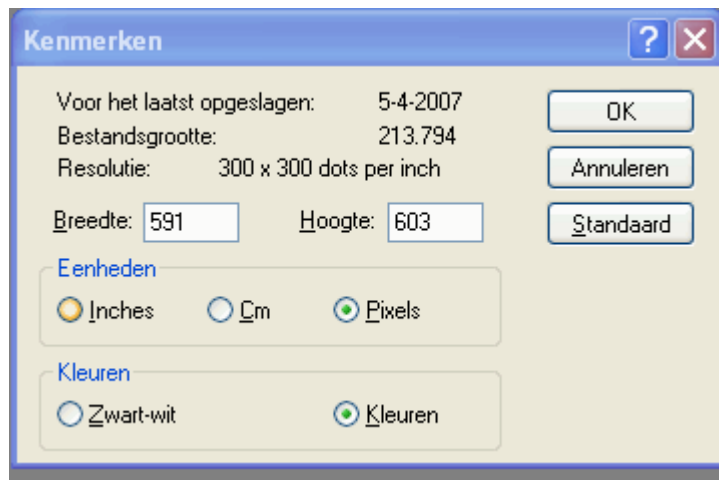 Kenmerken
Voor het laatst opgeslagen: 5-4-2007
Bestandsgrootte: 213.794
Resolutie: 300 x 300 dots per inch
OK
Annuleren
Standaard
Breedte: 591 Hoogte: 603
Eenheden
Inches Cm Pixels
Kleuren
Zwart-wit Kleuren